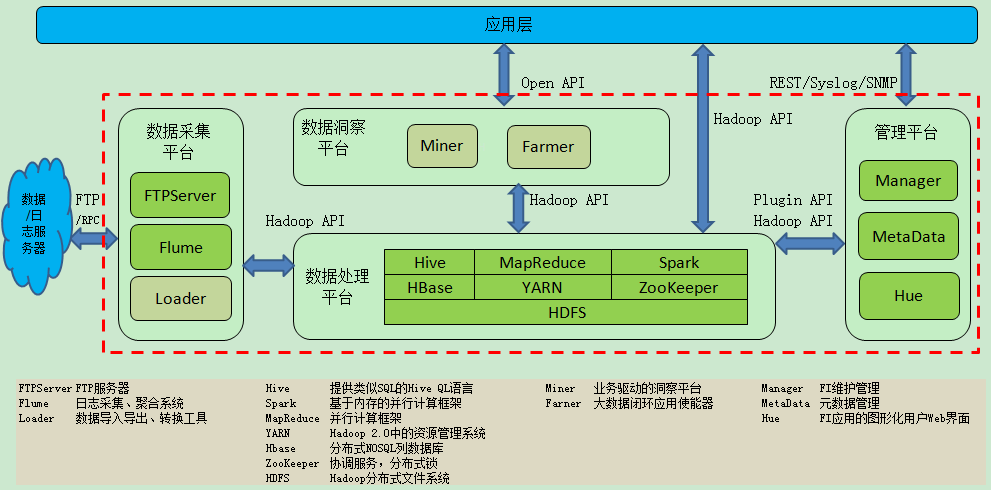 应用层
Open API
REST/Syslog/SNMP
Hadoop API
数据采集
平台
FTPServer
Flume
Loader
数据洞察
平台
Miner
Farmer
管理平台
Manager
MetaData
Hue
数据
/日
志服
务器
FTP
/RPC
Hadoop API
Hadoop API
Plugin API
Hadoop API
数据处理
平台
Hive MapReduce Spark
HBase YARN ZooKeeper
HDFS
FTPServer FTP服务器
Flume 日志采集、聚合系统
Loader 数据导入导出、转换工具
Hive 提供类似SQL的Hive QL语言
Spark 基于内存的并行计算框架
MapReduce 并行计算框架
YARN Hadoop 2.0中的资源管理系统
Hbase 分布式NOSQL列数据库
ZooKeeper 协调服务，分布式锁
HDFS Hadoop分布式文件系统
Miner 业务驱动的洞察平台
Farner 大数据闭环应用使能器
Manager FI维护管理
MetaData 元数据管理
Hue FI应用的图形化用户Web界面